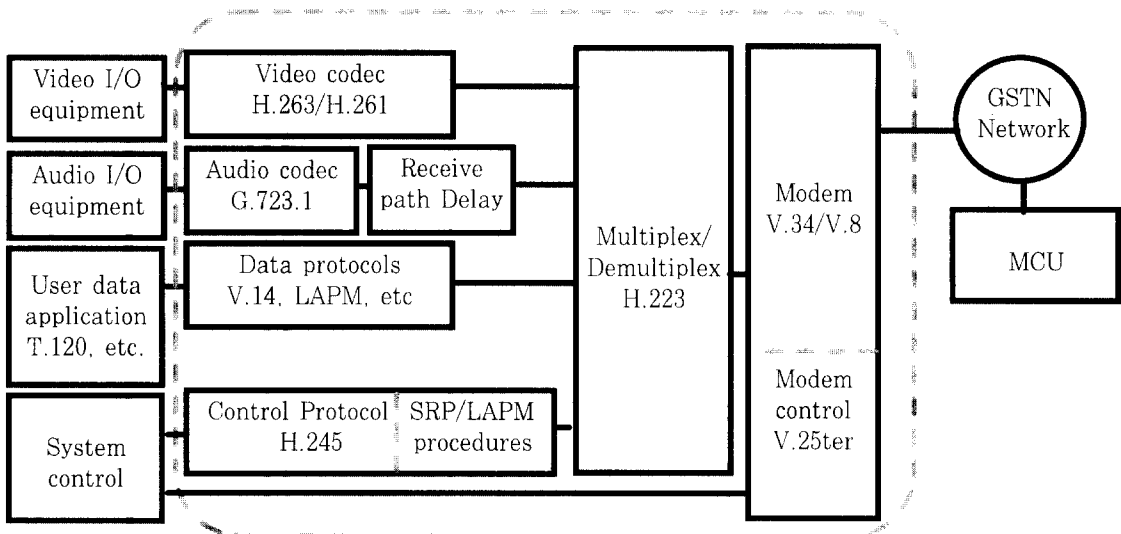 Video I/O
equipment
Video codec
H.263/H.261
Audio I/O
equipment
Audio codec
G.723.1
Receive
path Delay
User data
application
T.120, etc.
Data protocols
V.14, LAPM, etc
System
control
Control Protocol
H.245
SRP/LAPM
procedures
Multiplex/
Demultiplex
H.223
Modem
V.34/V.8
Modem
control
V.25ter
GSTN
Network
MCU